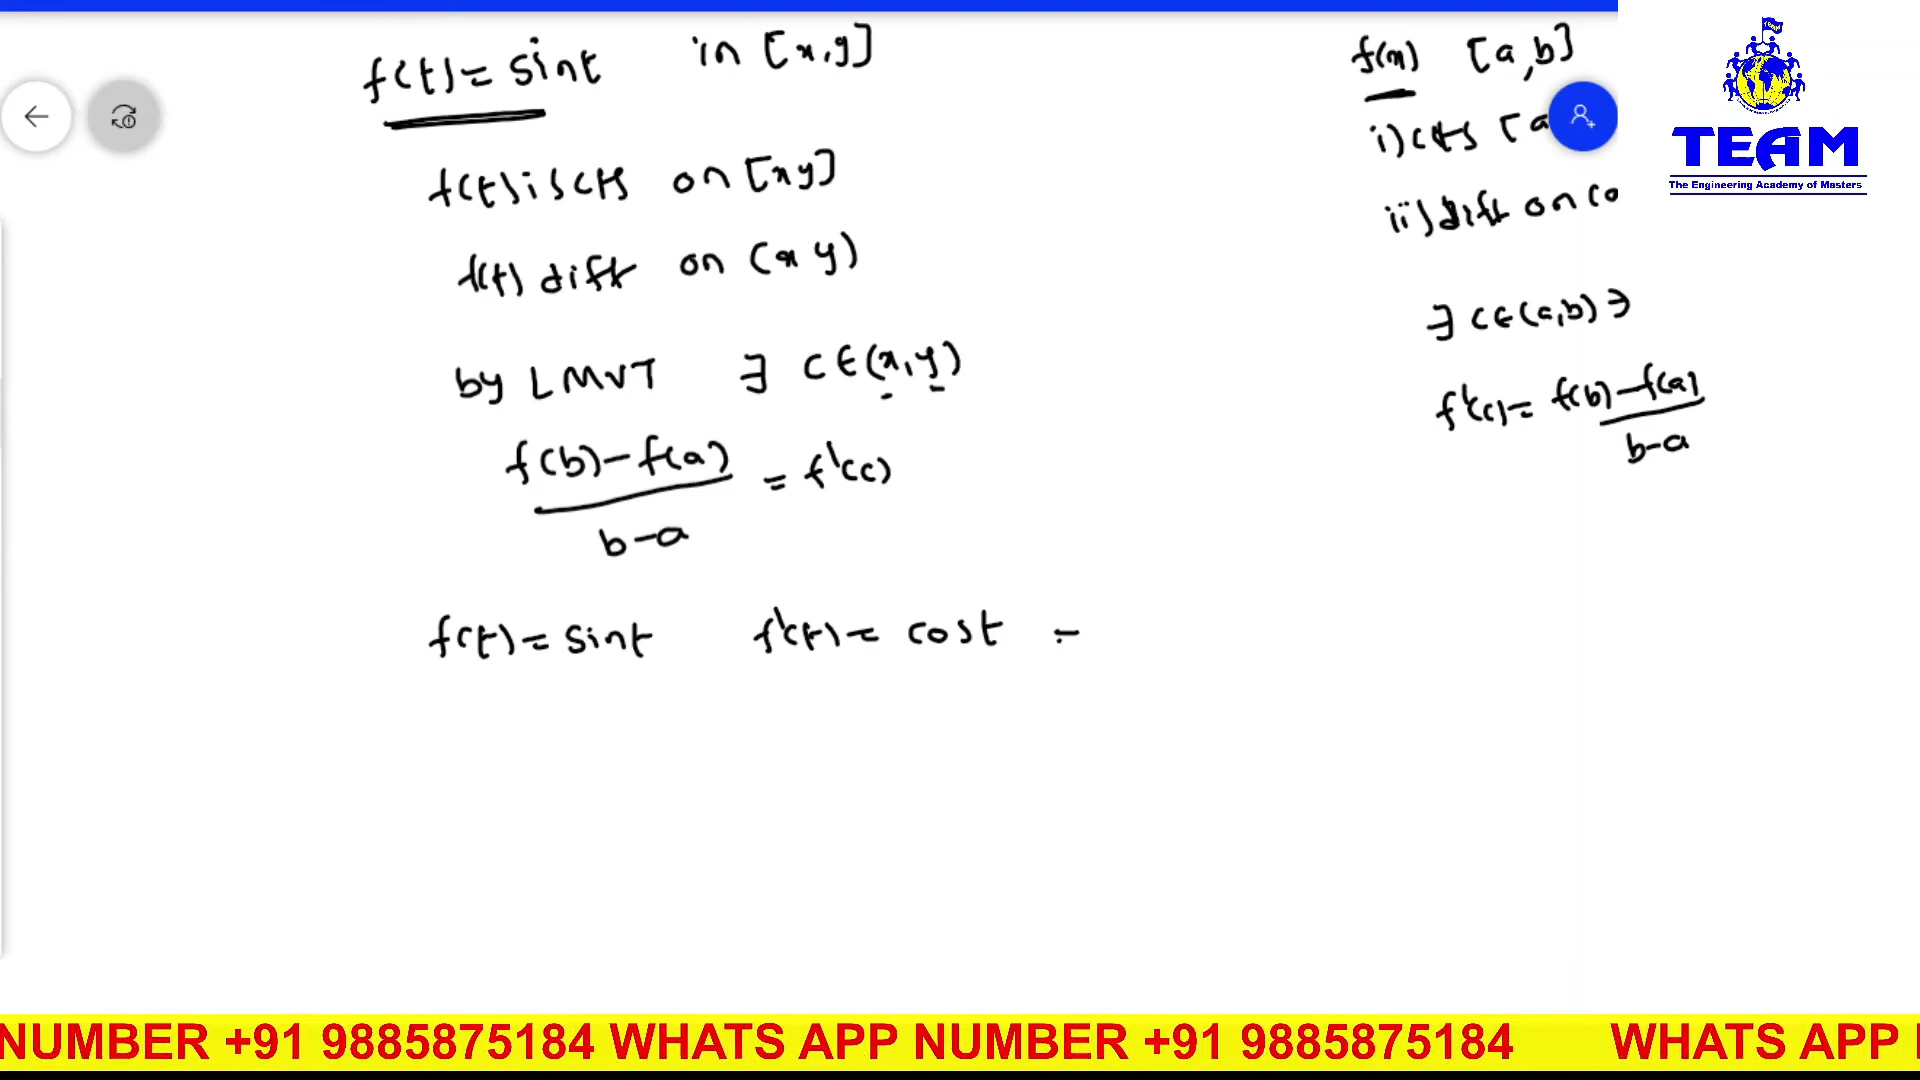 f(t) = sint in [x,y]
f(t) is cts on [x y]
f(t) diff on (x y)
by LMVT ∃ c∈(x,y)
f(b)-f(a)
b-a
= f'(c)
f(t) = sint f'(t) = cost =
f(x) [a,b]
i) cts [a
ii) diff on (a
∃ c∈(a,b) ∋
f'(c) = f(b)-f(a)
b-a
TEAM
The Engineering Academy of Masters
NUMBER +91 9885875184 WHATS APP NUMBER +91 9885875184 WHATS APP